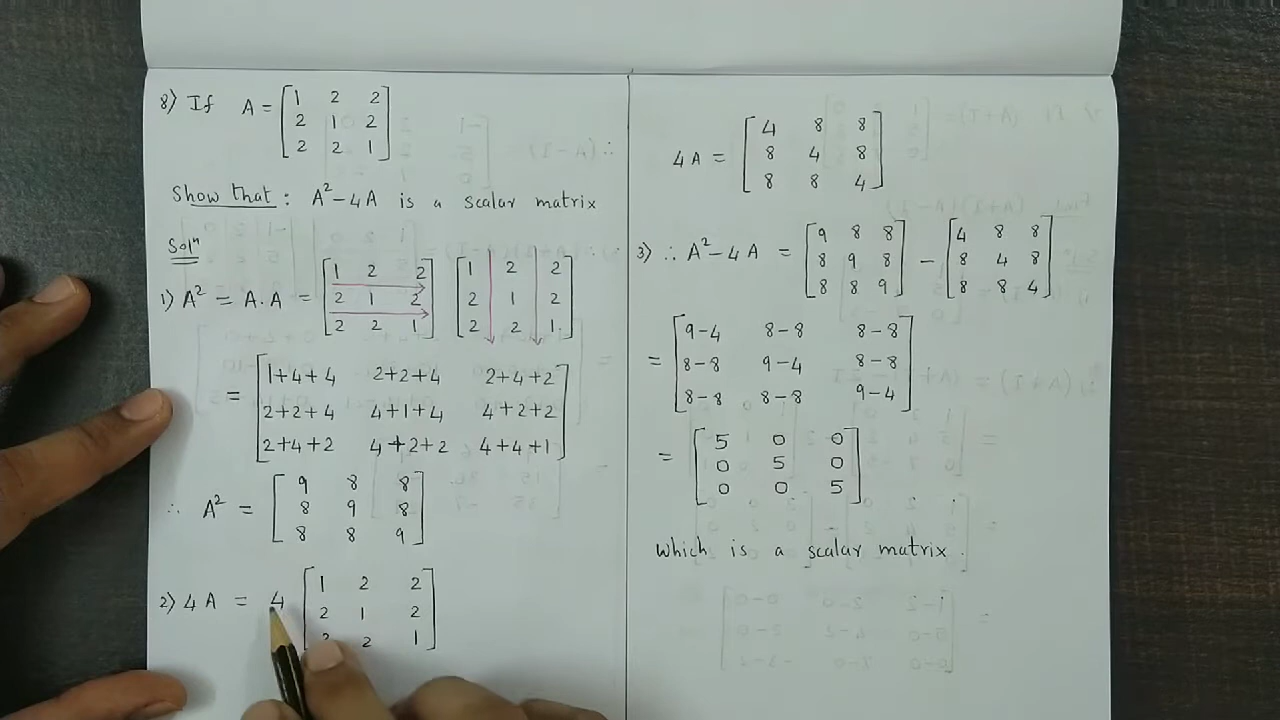 8) If A = [1 2 2
2 1 2
2 2 1]
Show that : A² - 4A is a scalar matrix
Solⁿ
1) A² = A.A = [1 2 2 [1 2 2
2 1 2 2 1 2
2 2 1] 2 2 1]
= [1+4+4 2+2+4 2+4+2
2+2+4 4+1+4 4+2+2
2+4+2 4+2+2 4+4+1]
∴ A² = [9 8 8
8 9 8
8 8 9]
2) 4A = 4 [1 2 2
2 1 2
2 2 1]
4A = [4 8 8
8 4 8
8 8 4]
3) ∴ A² - 4A = [9 8 8 - [4 8 8
8 9 8 8 4 8
8 8 9] 8 8 4]
= [9-4 8-8 8-8
8-8 9-4 8-8
8-8 8-8 9-4]
= [5 0 0
0 5 0
0 0 5]
which is a scalar matrix.